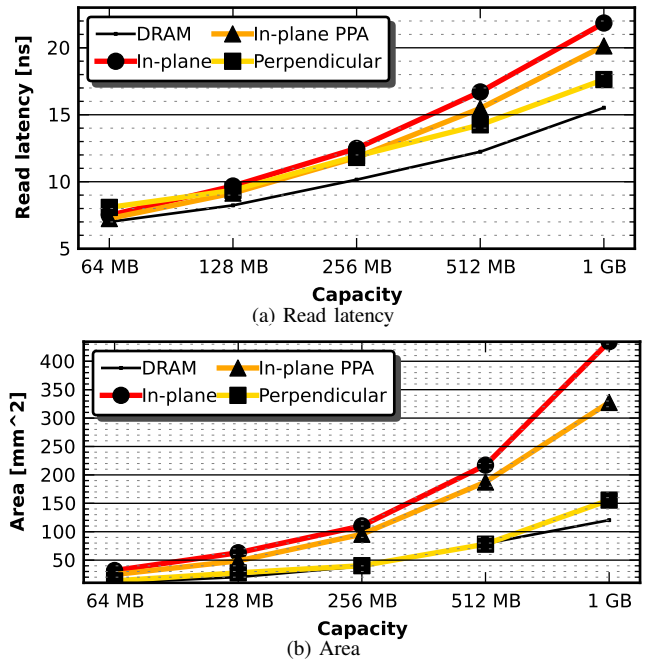 DRAM In-plane PPA
In-plane Perpendicular
Read latency [ns]
20
15
10
5
64 MB 128 MB 256 MB 512 MB 1 GB
Capacity
(a) Read latency
DRAM In-plane PPA
In-plane Perpendicular
Area [mm^2]
400
350
300
250
200
150
100
50
64 MB 128 MB 256 MB 512 MB 1 GB
Capacity
(b) Area